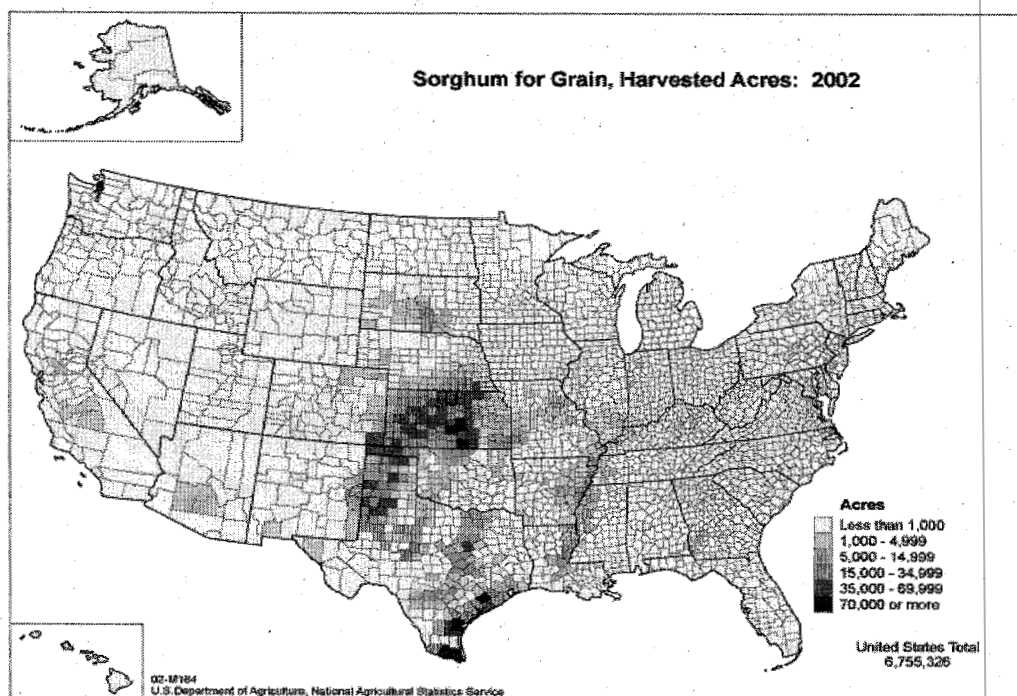 Sorghum for Grain, Harvested Acres: 2002
Acres
Less than 1,000
1,000 - 4,999
5,000 - 14,999
15,000 - 34,999
35,000 - 69,999
70,000 or more
United States Total
6,755,326
02-M184
U.S. Department of Agriculture, National Agricultural Statistics Service